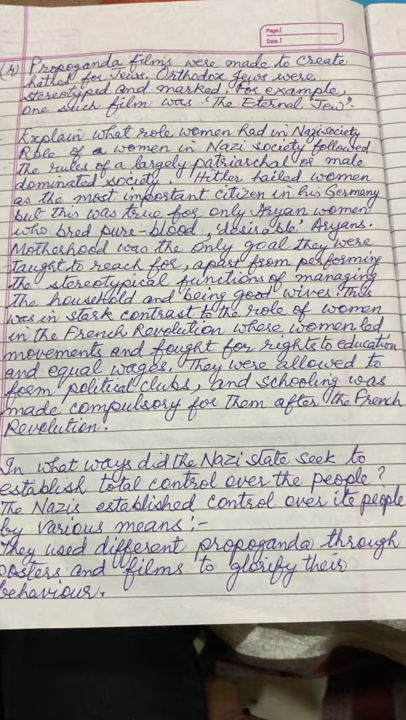 Page.:
Date.:
(4) Propoganda films were made to create
hatred for Jews. Orthodox Jews were
stereotyped and marked. For example,
one such film was 'The Eternal Jew'.
Explain what role women had in Nazi society
Role of a women in Nazi society followed
the rules of a largely patriarchal or male
dominated society. Hitler hailed women
as the most important citizen in his Germany
but this was true for only Aryan women
who bred pure-blood, 'desirable' Aryans.
Motherhood was the only goal they were
taught to reach for, apart from performing
the stereotypical functions of managing
the household and being good wives. This
was in stark contrast to the role of women
in the French Revolution where women led
movements and fought for rights to education
and equal wages. They were allowed to
form political clubs, and schooling was
made compulsory for them after the French
Revolution.
In what ways did the Nazi state seek to
establish total control over the people?
The Nazis established control over its people
by various means:-
They used different propoganda through
posters and films to glorify their
behaviour.